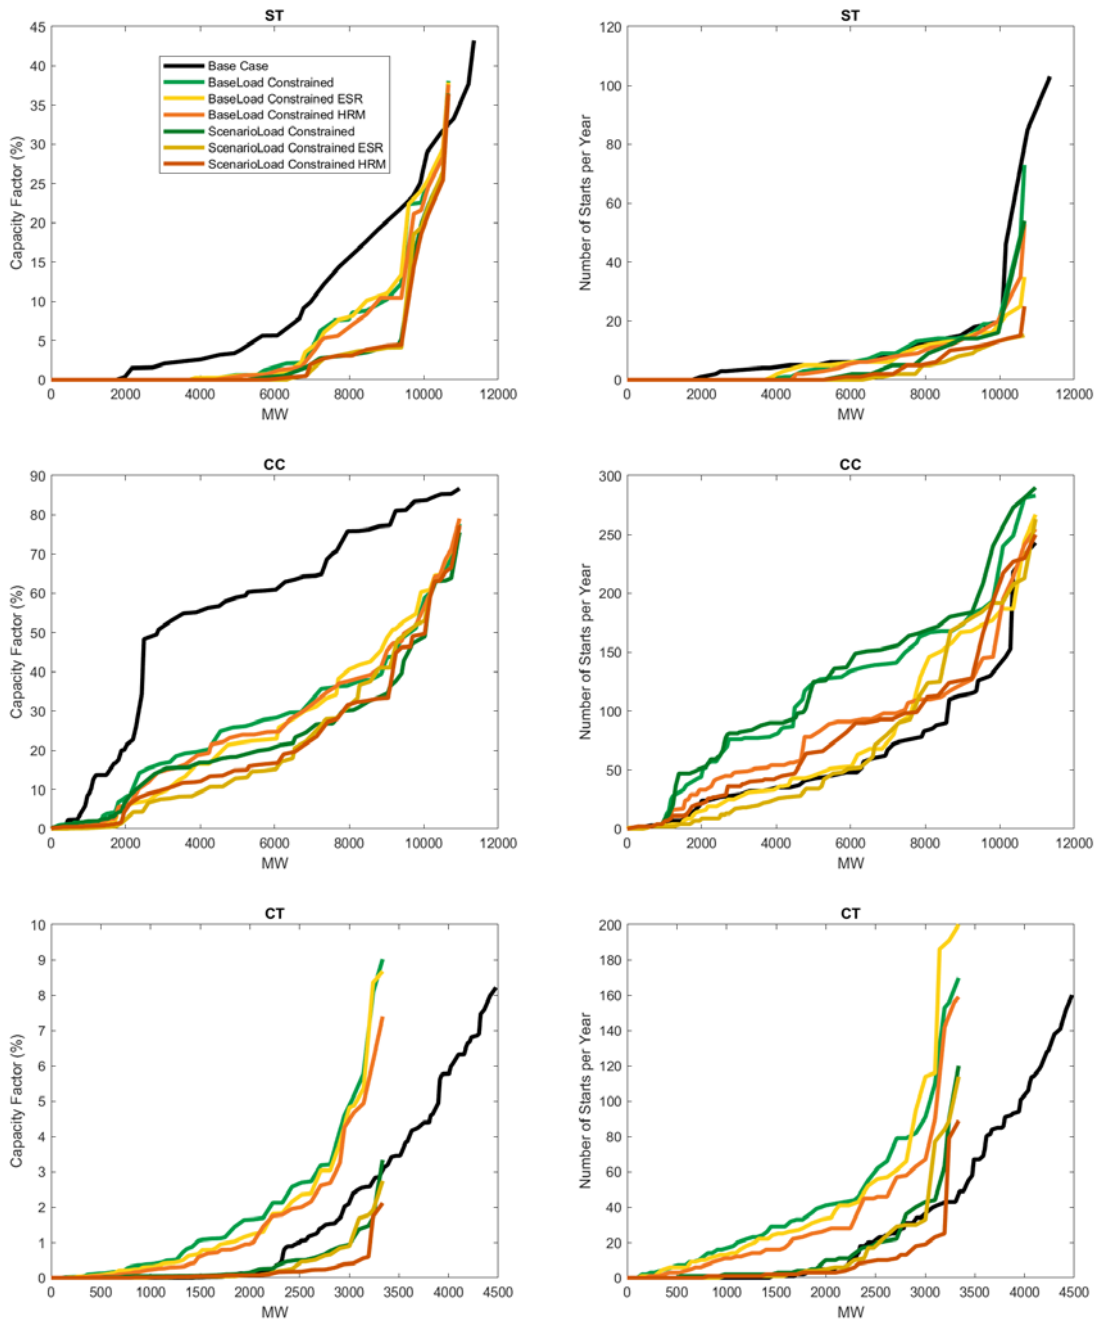 ST
45
40
35
30
25
20
15
10
5
0
Capacity Factor (%)
Base Case
BaseLoad Constrained
BaseLoad Constrained ESR
BaseLoad Constrained HRM
ScenarioLoad Constrained
ScenarioLoad Constrained ESR
ScenarioLoad Constrained HRM
0 2000 4000 6000 8000 10000 12000
MW
ST
120
100
80
60
40
20
0
Number of Starts per Year
0 2000 4000 6000 8000 10000 12000
MW
CC
90
80
70
60
50
40
30
20
10
0
Capacity Factor (%)
0 2000 4000 6000 8000 10000 12000
MW
CC
300
250
200
150
100
50
0
Number of Starts per Year
0 2000 4000 6000 8000 10000 12000
MW
CT
10
9
8
7
6
5
4
3
2
1
0
Capacity Factor (%)
0 500 1000 1500 2000 2500 3000 3500 4000 4500
MW
CT
200
180
160
140
120
100
80
60
40
20
0
Number of Starts per Year
0 500 1000 1500 2000 2500 3000 3500 4000 4500
MW